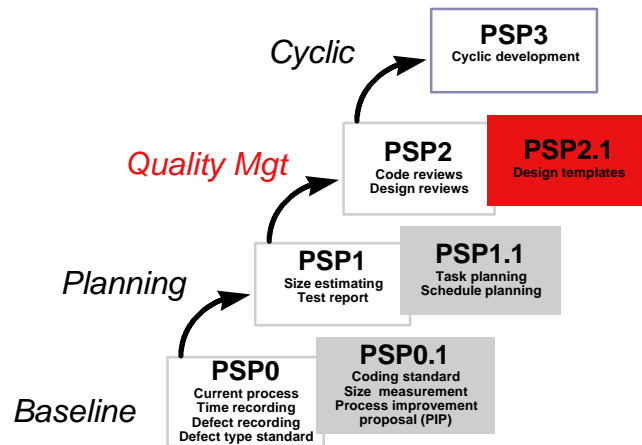 Cyclic
PSP3
Cyclic development
Quality Mgt
PSP2
Code reviews
Design reviews
PSP2.1
Design templates
Planning
PSP1
Size estimating
Test report
PSP1.1
Task planning
Schedule planning
Baseline
PSP0
Current process
Time recording
Defect recording
Defect type standard
PSP0.1
Coding standard
Size measurement
Process improvement
proposal (PIP)